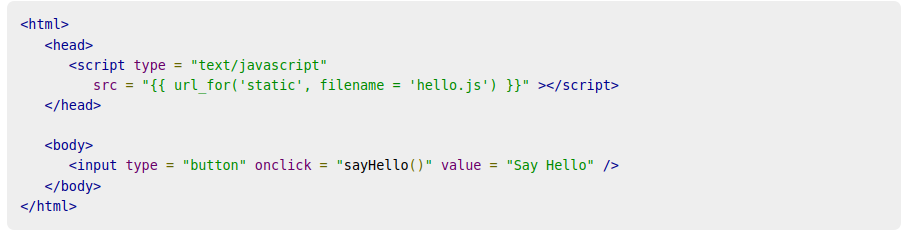 <html>
   <head>
      <script type = "text/javascript"
         src = "{{ url_for('static', filename = 'hello.js') }}" ></script>
   </head>

   <body>
      <input type = "button" onclick = "sayHello()" value = "Say Hello" />
   </body>
</html>